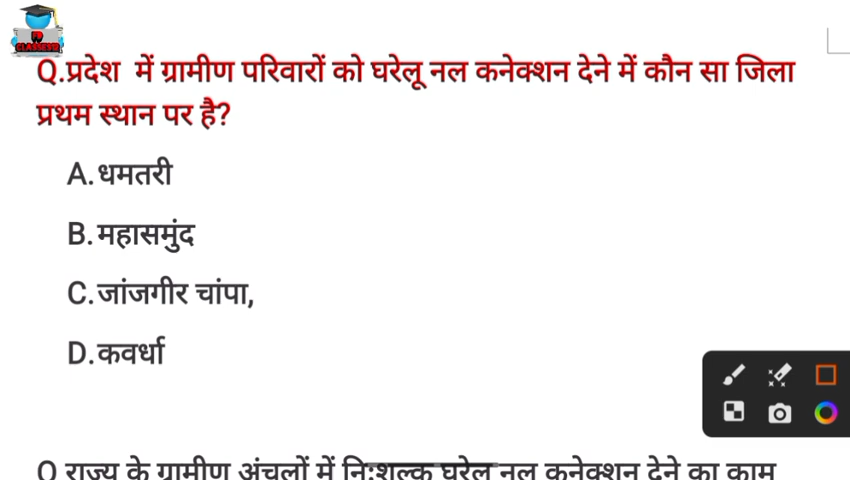 Q.प्रदेश में ग्रामीण परिवारों को घरेलू नल कनेक्शन देने में कौन सा जिला
प्रथम स्थान पर है?
A.धमतरी
B.महासमुंद
C.जांजगीर चांपा,
D.कवर्धा
Q राज्य के ग्रामीण अंचलों में निःशुल्क घरेलू नल कनेक्शन देने का काम